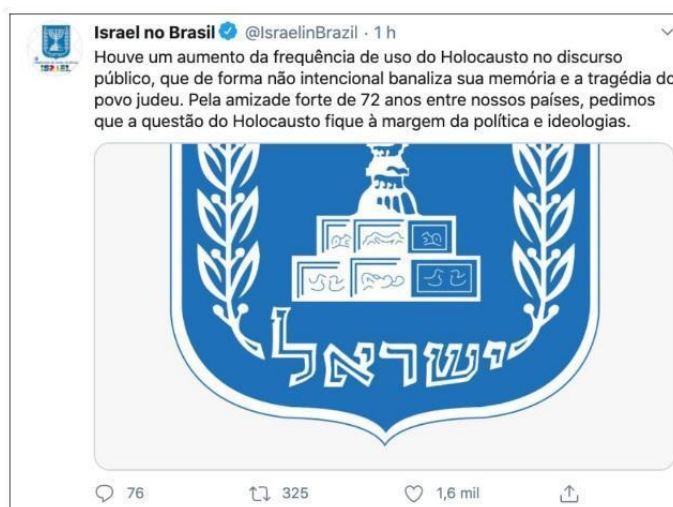 Israel no Brasil @IsraelinBrazil · 1 h
Houve um aumento da frequência de uso do Holocausto no discurso
público, que de forma não intencional banaliza sua memória e a tragédia do
povo judeu. Pela amizade forte de 72 anos entre nossos países, pedimos
que a questão do Holocausto fique à margem da política e ideologias.
ישראל
76 325 1,6 mil